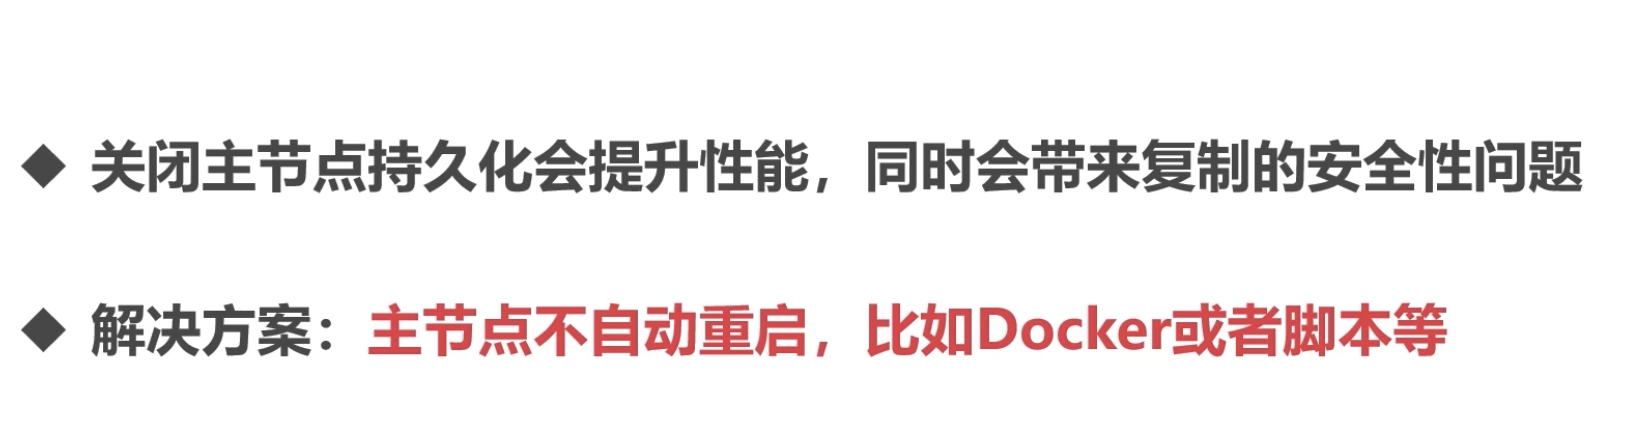 ◆ 关闭主节点持久化会提升性能，同时会带来复制的安全性问题
◆ 解决方案：主节点不自动重启，比如Docker或者脚本等